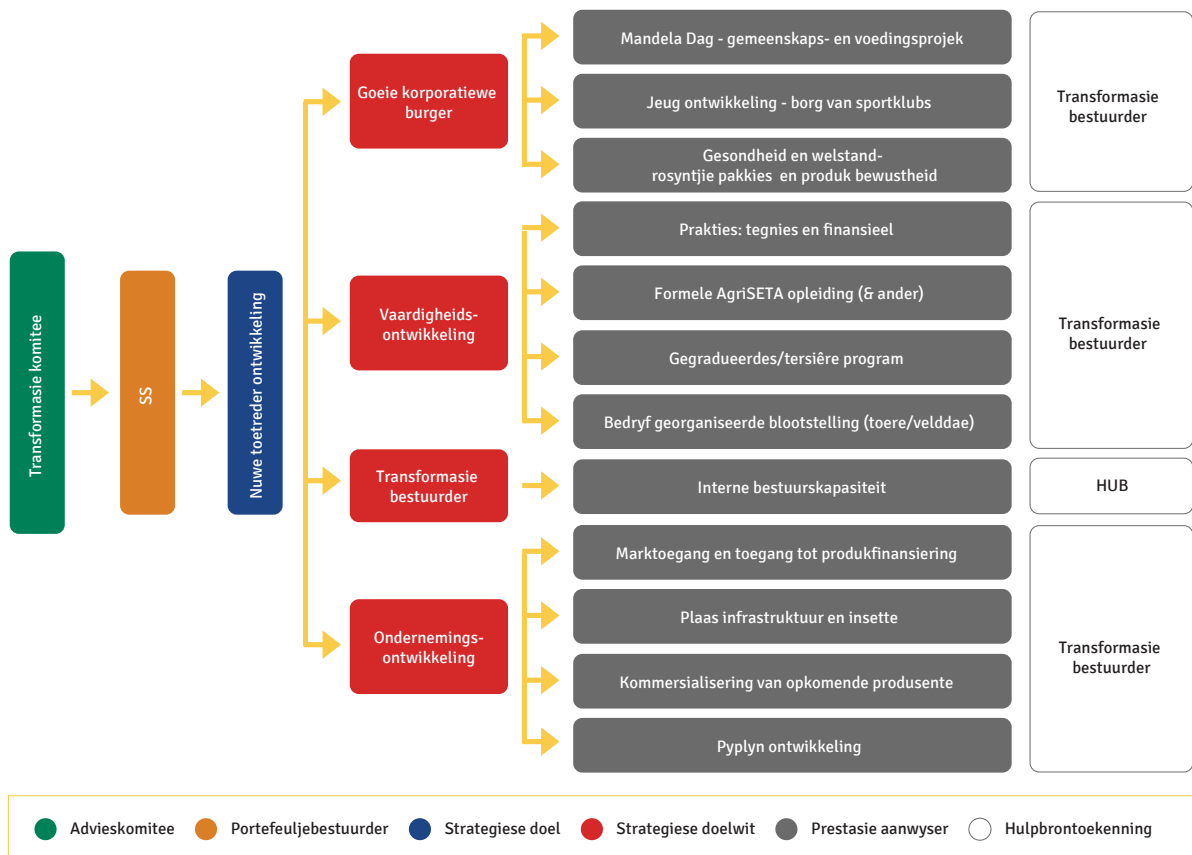 Transformasie komitee
SS
Nuwe toetreder ontwikkeling
Goeie korporatiewe
burger
Mandela Dag - gemeenskaps- en voedingsprojek
Jeug ontwikkeling - borg van sportklubs
Gesondheid en welstand-
rosyntjie pakkies en produk bewustheid
Transformasie
bestuurder
Vaardigheids-
ontwikkeling
Prakties: tegnies en finansieel
Formele AgriSETA opleiding (& ander)
Gegradueerdes/tersiêre program
Bedryf georganiseerde blootstelling (toere/velddae)
Transformasie
bestuurder
Transformasie
bestuurder
Interne bestuurskapasiteit
HUB
Ondernemings-
ontwikkeling
Marktoegang en toegang tot produkfinansiering
Plaas infrastruktuur en insette
Kommersialisering van opkomende produsente
Pyplyn ontwikkeling
Transformasie
bestuurder
Advieskomitee
Portefeuljebestuurder
Strategiese doel
Strategiese doelwit
Prestasie aanwyser
Hulpbrontoekenning